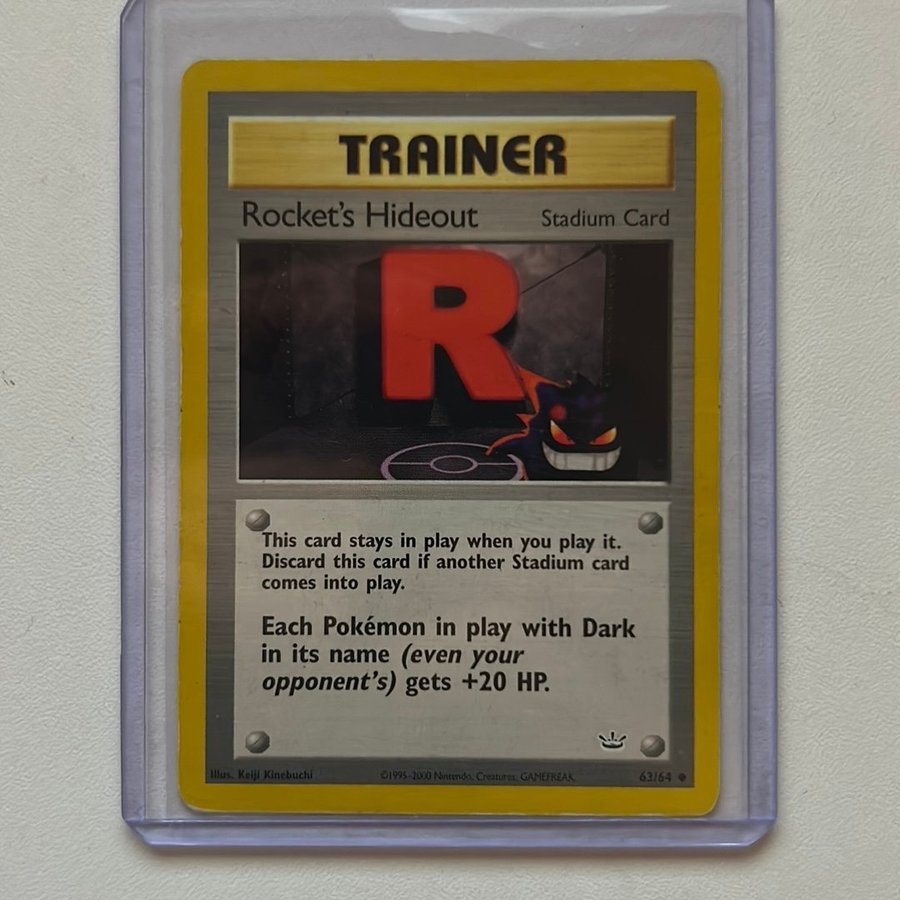 TRAINER
Rocket's Hideout Stadium Card
R
This card stays in play when you play it.
Discard this card if another Stadium card
comes into play.
Each Pokémon in play with Dark
in its name (even your
opponent's) gets +20 HP.
Illus. Keiji Kinebuchi ©1995-2000 Nintendo, Creatures, GAMEFREAK. 63/64 ●